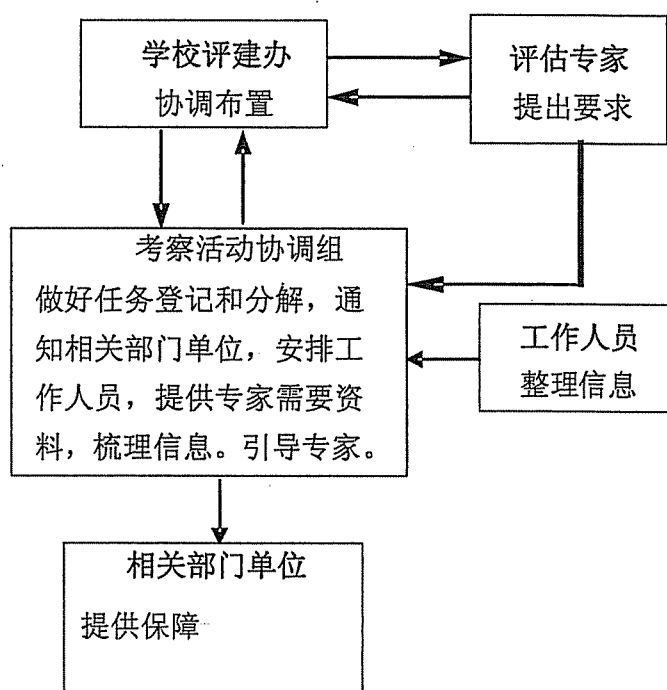 学校评建办
协调布置
评估专家
提出要求
考察活动协调组
做好任务登记和分解，通
知相关部门单位，安排工
作人员，提供专家需要资
料，梳理信息。引导专家。
工作人员
整理信息
相关部门单位
提供保障